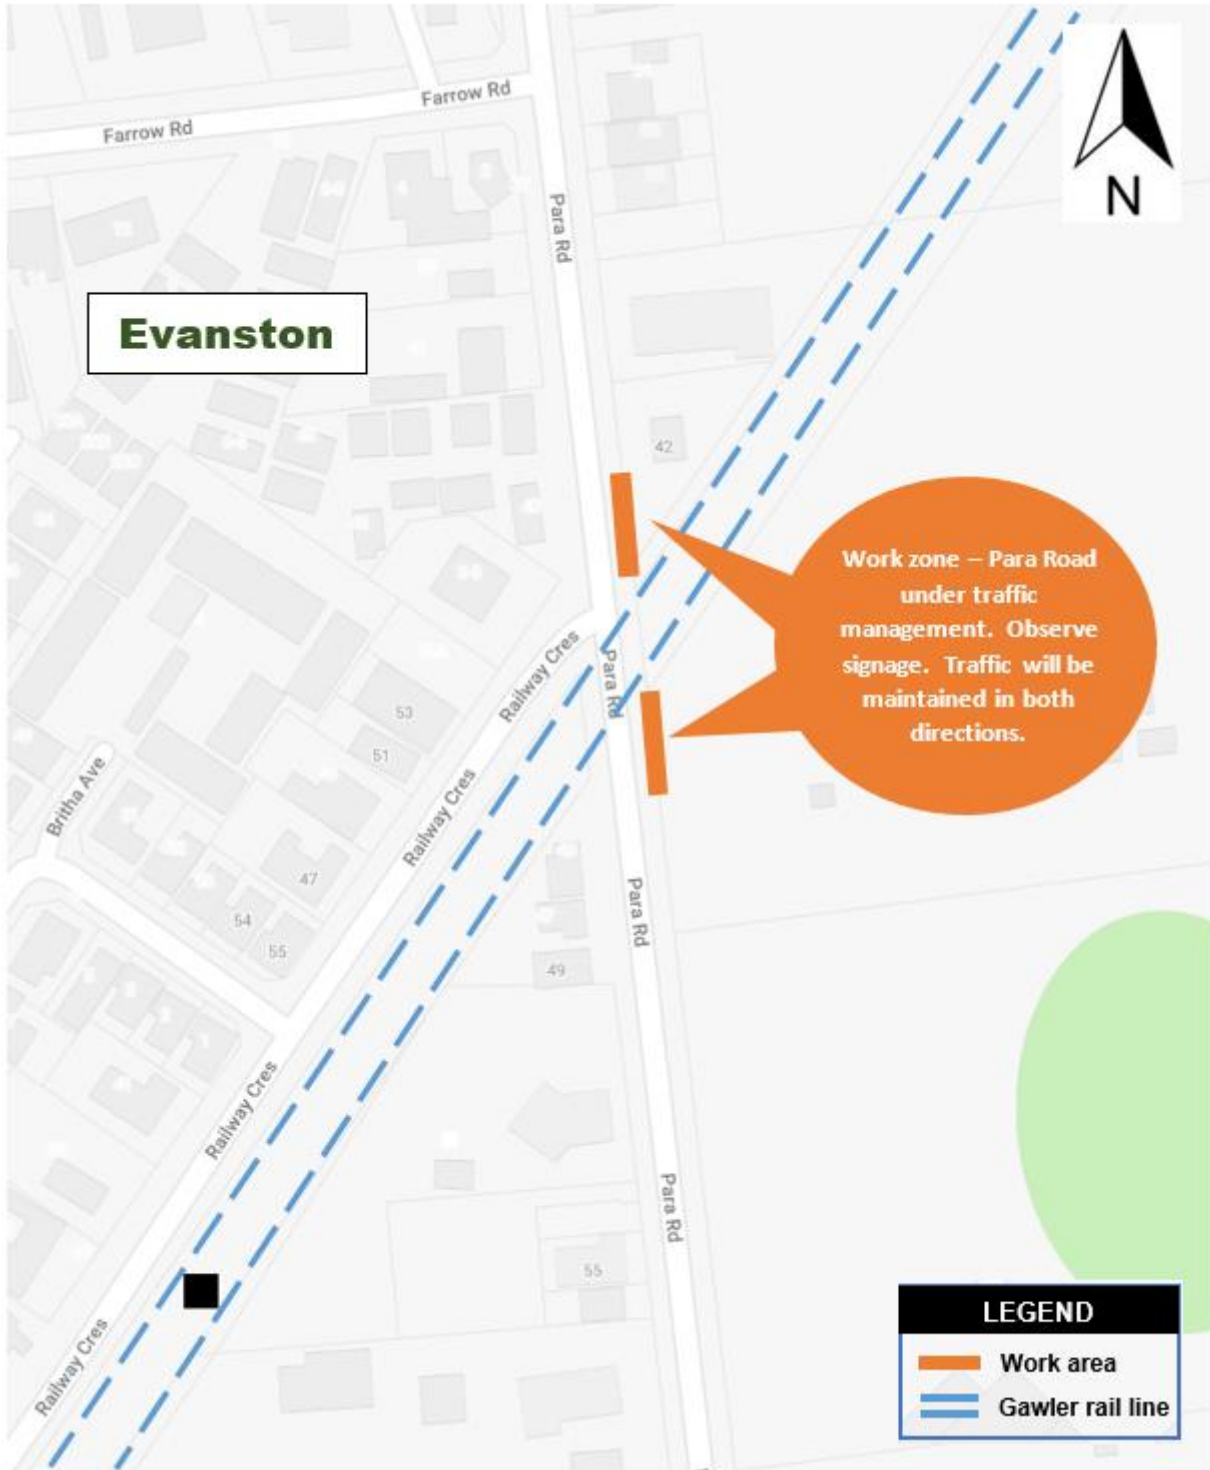 N
Farrow Rd
Farrow Rd
Para Rd
Evanston
42
Work zone – Para Road
under traffic
management. Observe
signage. Traffic will be
maintained in both
directions.
Railway Cres
Para Rd
53
51
Britha Ave
Railway Cres
47
54
55
Para Rd
49
Railway Cres
Para Rd
55
Railway Cres
LEGEND
Work area
Gawler rail line